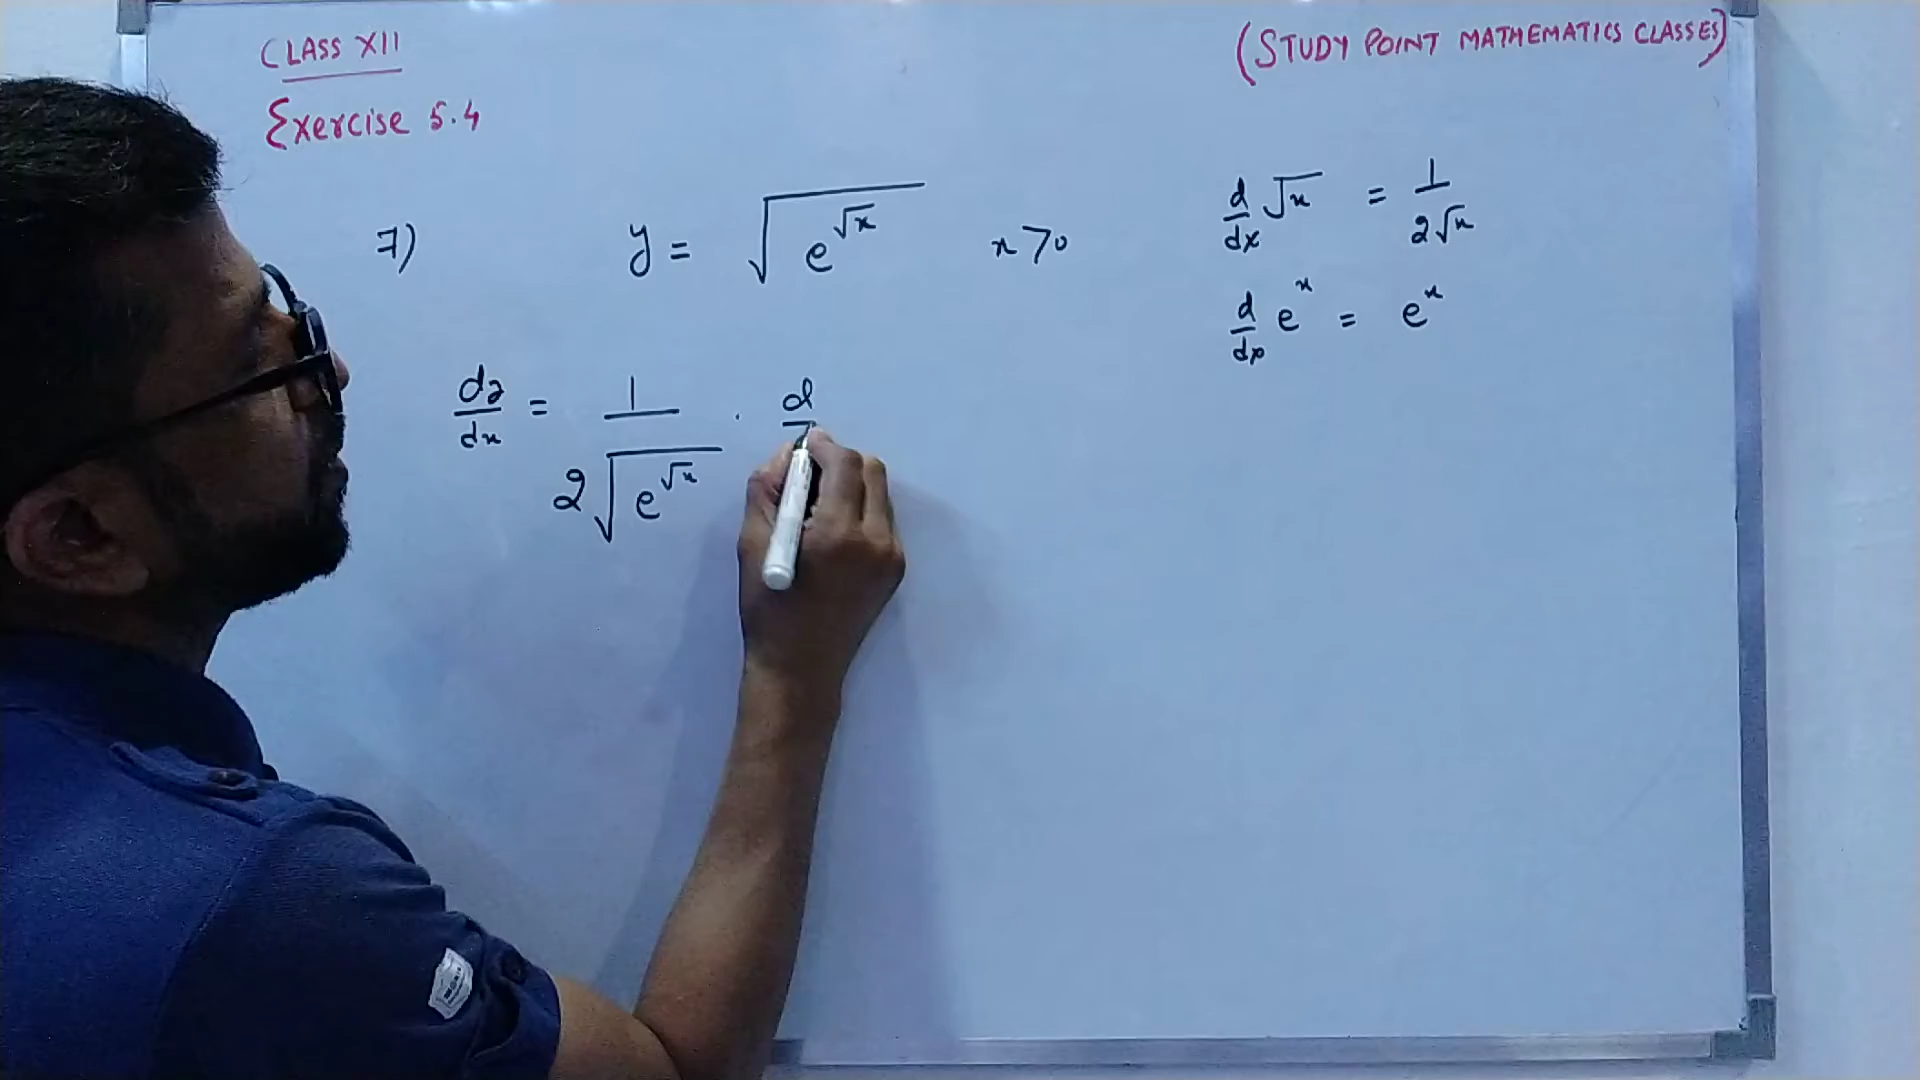 CLASS XII
(STUDY POINT MATHEMATICS CLASSES)
Exercise 5.4
7) y = √(e^√x) x>0
d/dx √x = 1/(2√x)
d/dx e^x = e^x
dy/dx = 1/(2√(e^√x)) · d